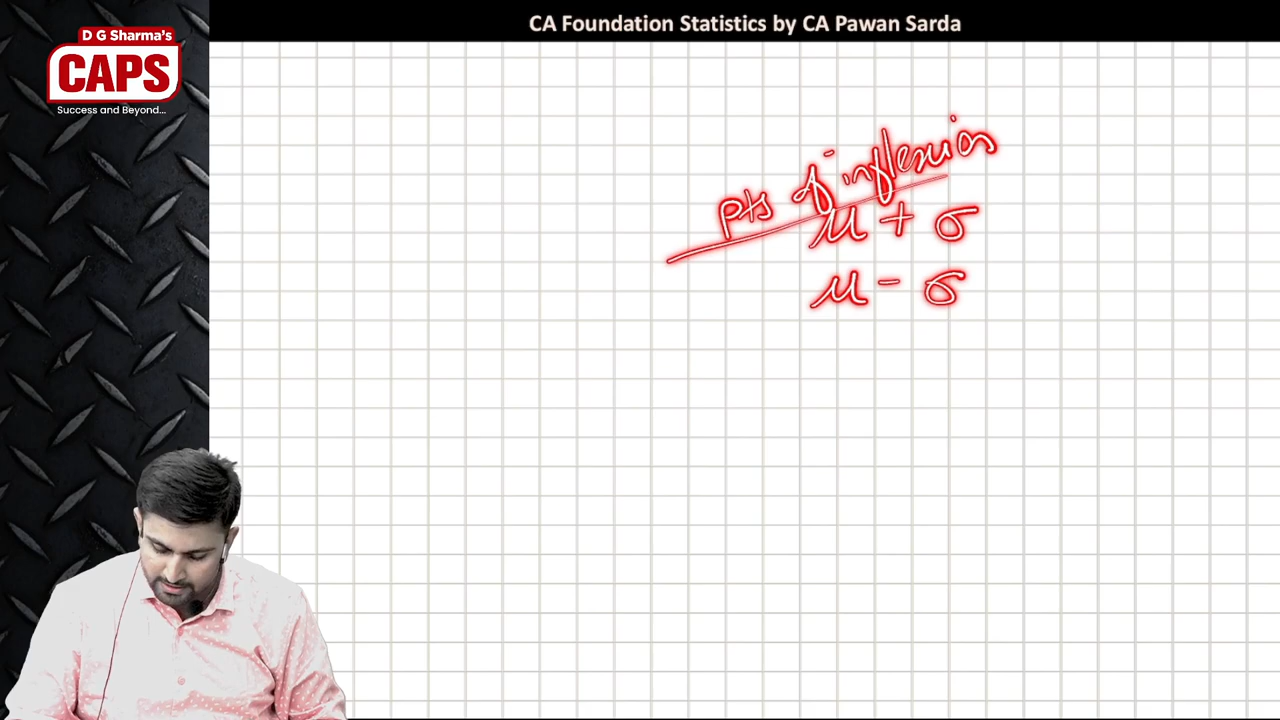 CA Foundation Statistics by CA Pawan Sarda
D G Sharma's
CAPS
Success and Beyond...
pts of inflexion
μ + σ
μ - σ